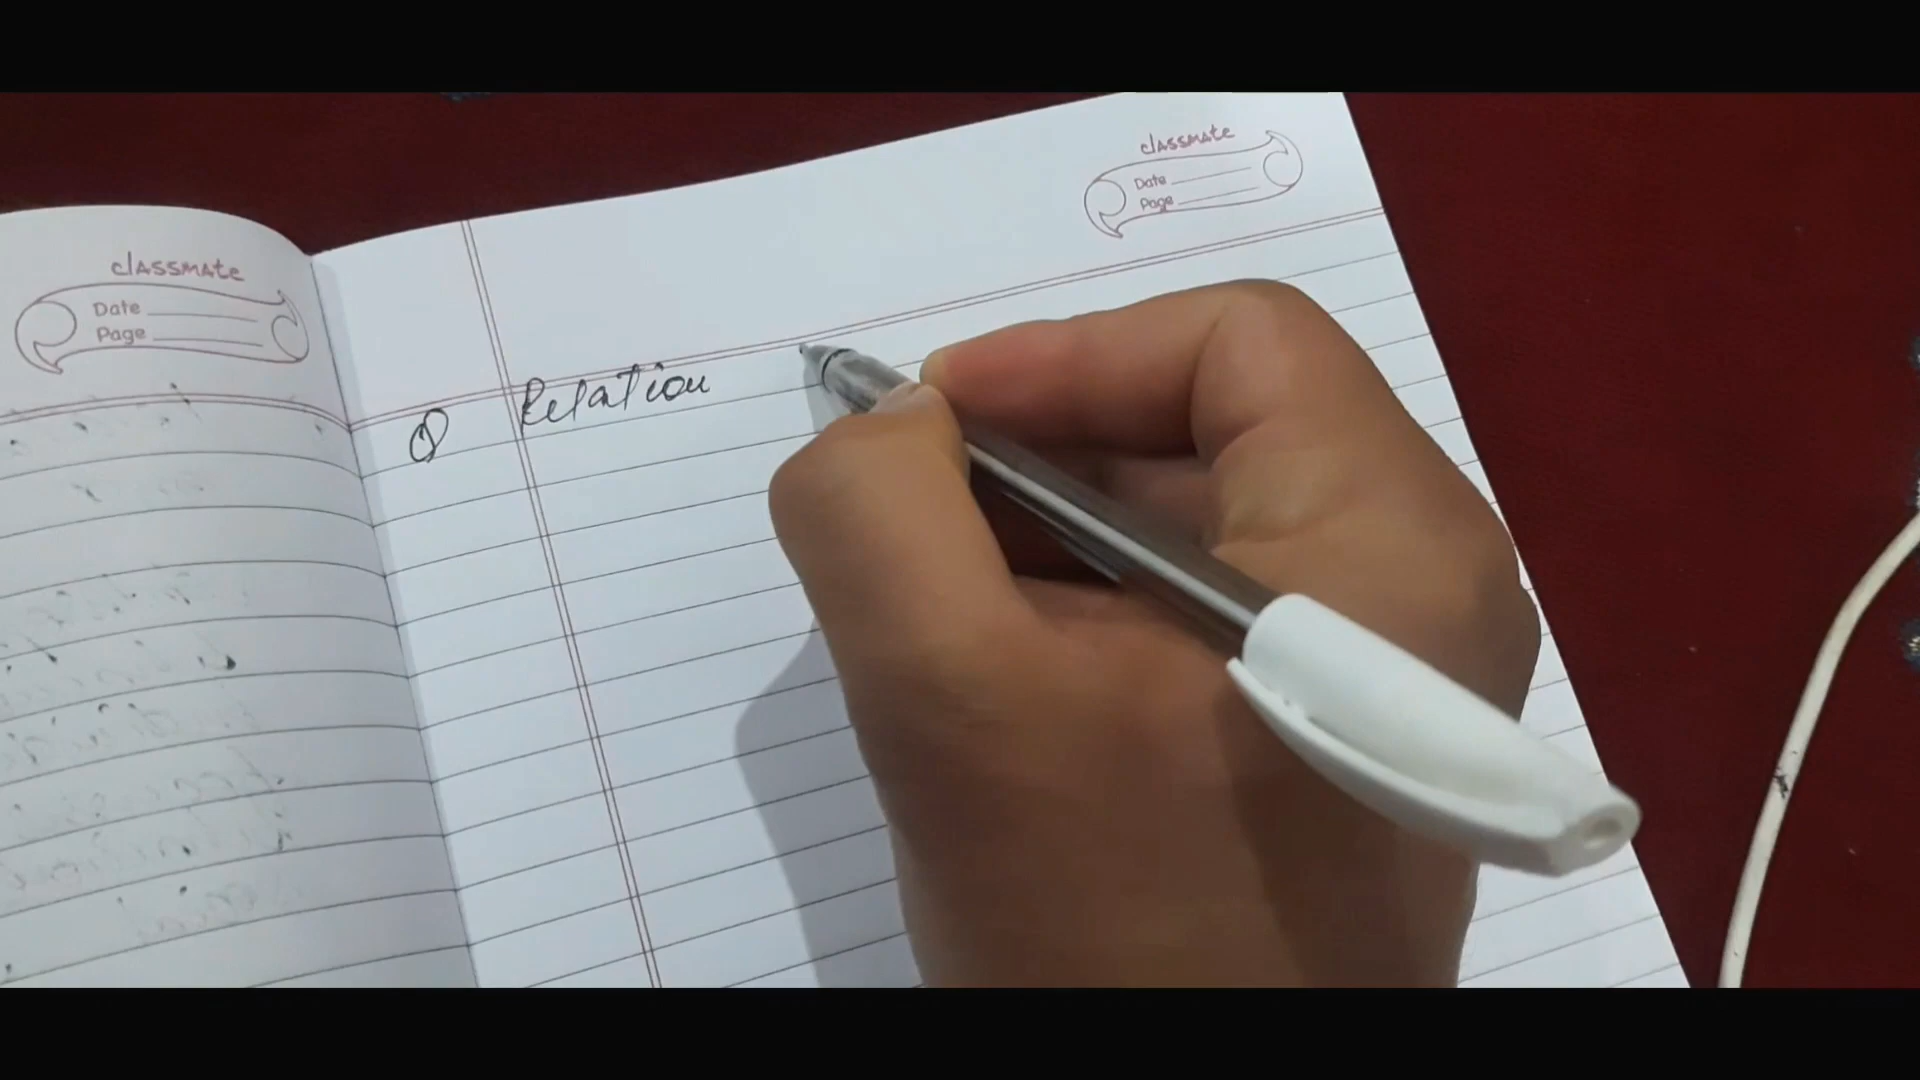 classmate
Date
Page
classmate
Date
Page
Q Relation